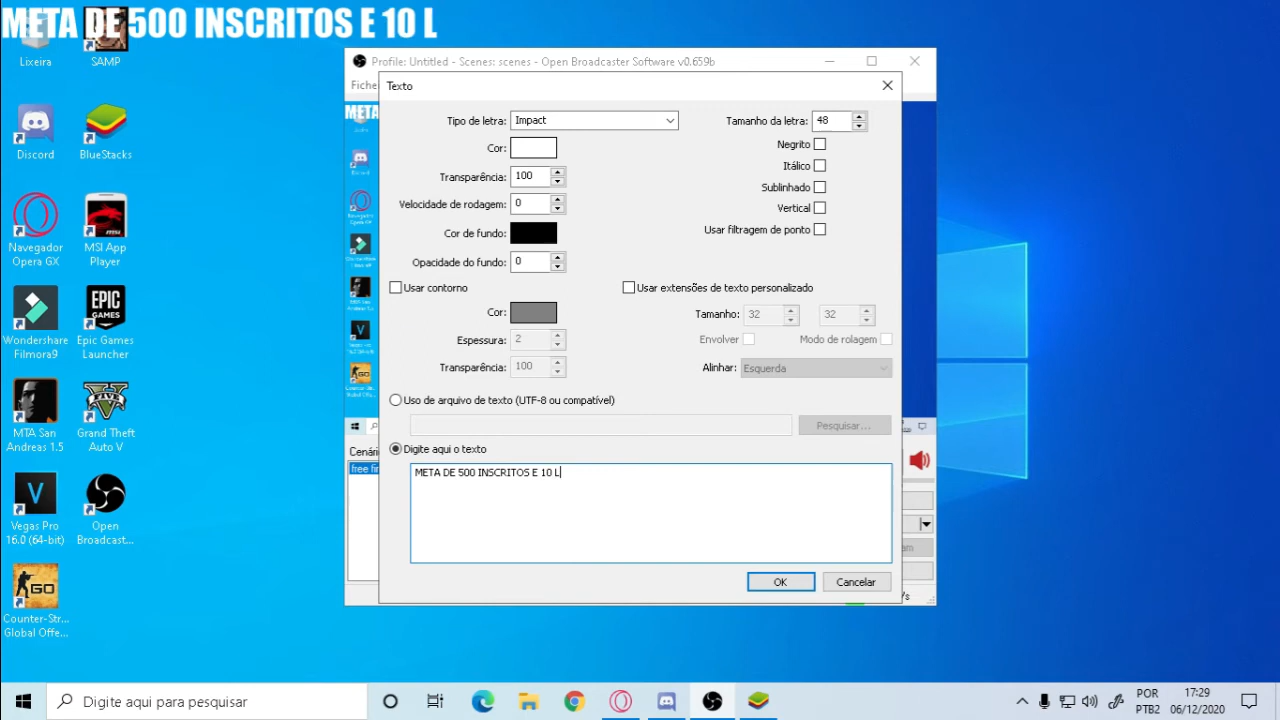 META DE 500 INSCRITOS E 10 L
Lixeira
SAMP
Discord
BlueStacks
Navegador
Opera GX
MSI App
Player
Wondershare
Filmora9
Epic Games
Launcher
MTA San
Andreas 1.5
Grand Theft
Auto V
Vegas Pro
16.0 (64-bit)
Open
Broadcast...
Counter-Str...
Global Offe...
Profile: Untitled - Scenes: scenes - Open Broadcaster Software v0.659b
Fiche
META
Texto
Tipo de letra: Impact
Tamanho da letra: 48
Cor:
Negrito
Itálico
Transparência: 100
Sublinhado
Velocidade de rodagem: 0
Vertical
Cor de fundo:
Usar filtragem de ponto
Opacidade do fundo: 0
Usar contorno
Usar extensões de texto personalizado
Cor:
Tamanho: 32 32
Espessura: 2
Envolver
Modo de rolagem
Transparência: 100
Alinhar: Esquerda
Uso de arquivo de texto (UTF-8 ou compatível)
Pesquisar...
Digite aqui o texto
META DE 500 INSCRITOS E 10 L
OK
Cancelar
Cenári
free fir
Digite aqui para pesquisar
POR
PTB2
17:29
06/12/2020